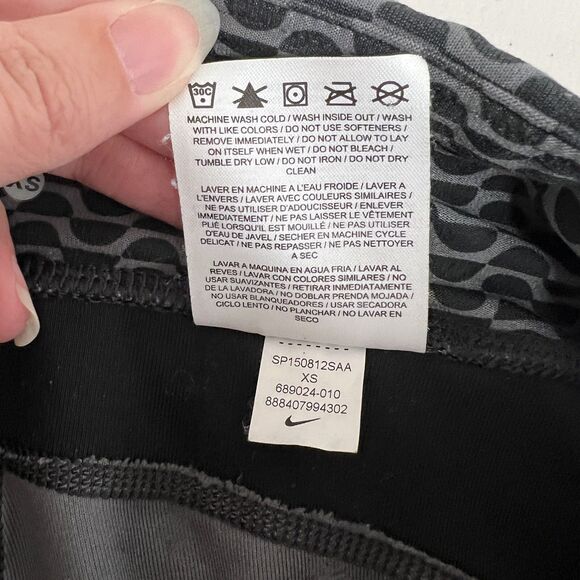 30C
MACHINE WASH COLD / WASH INSIDE OUT / WASH
WITH LIKE COLORS / DO NOT USE SOFTENERS /
REMOVE IMMEDIATELY / DO NOT ALLOW TO LAY
ON ITSELF WHEN WET / DO NOT BLEACH /
TUMBLE DRY LOW / DO NOT IRON / DO NOT DRY
CLEAN
LAVER EN MACHINE A L'EAU FROIDE / LAVER A
L'ENVERS / LAVER AVEC COULEURS SIMILAIRES /
NE PAS UTILISER D'ADOUCISSEUR / ENLEVER
IMMEDIATEMENT / NE PAS LAISSER LE VÊTEMENT
PLIÉ LORSQU'IL EST MOUILLÉ / NE PAS UTILISER
D'EAU DE JAVEL / SECHER EN MACHINE CYCLE
DELICAT / NE PAS REPASSER / NE PAS NETTOYER
A SEC
LAVAR A MAQUINA EN AGUA FRIA / LAVAR AL
REVES / LAVAR CON COLORES SIMILARES / NO
USAR SUAVIZANTES / RETIRAR INMEDIATAMENTE
DE LA LAVADORA / NO DOBLAR PRENDA MOJADA /
NO USAR BLANQUEADORES / USAR SECADORA
CICLO LENTO / NO PLANCHAR / NO LAVAR EN
SECO
XS
SP150812SAA
XS
689024-010
888407994302